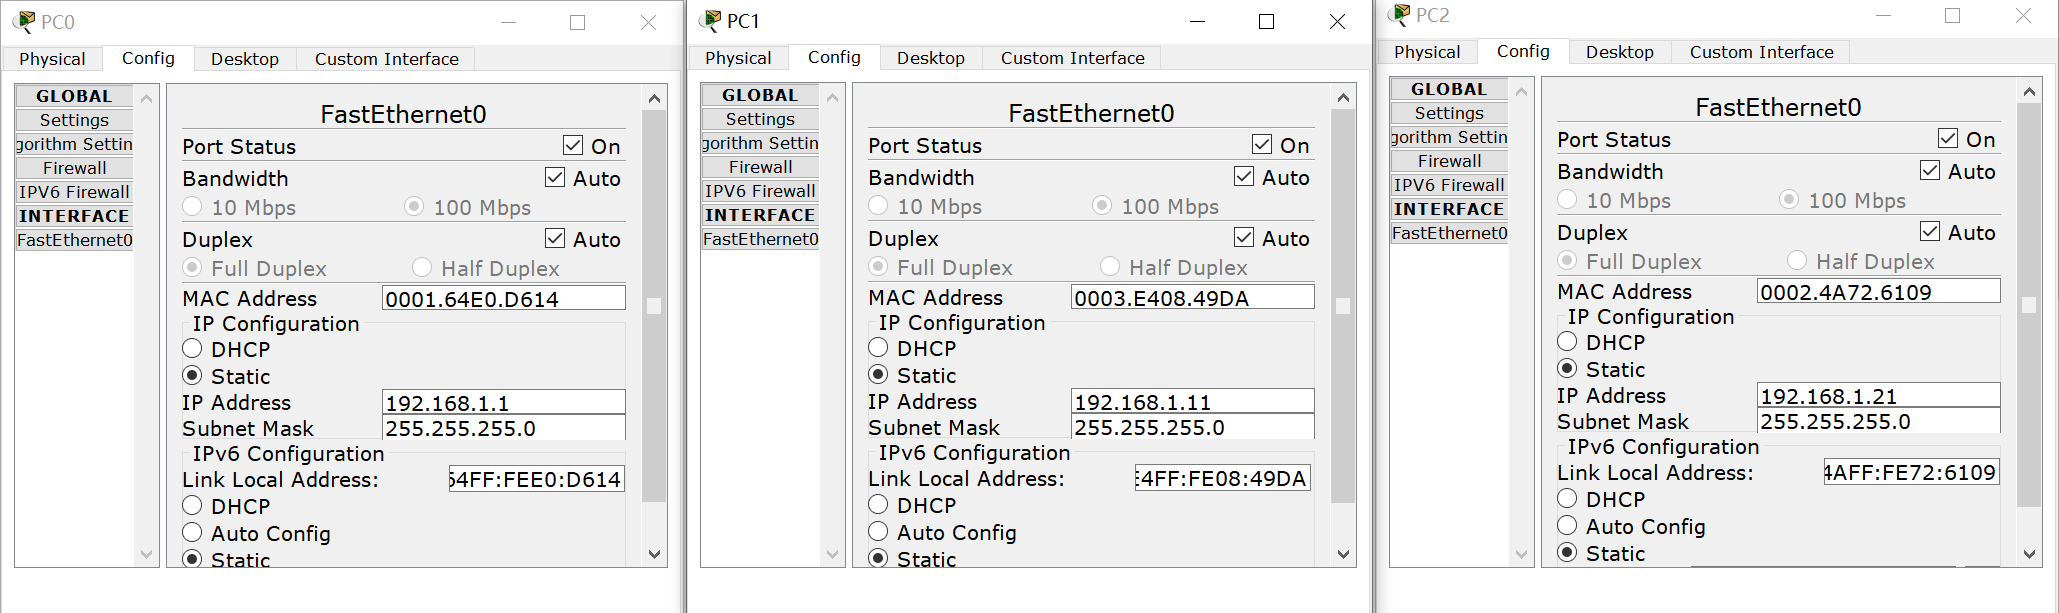 PC0
Physical Config Desktop Custom Interface
GLOBAL
Settings
gorithm Settin
Firewall
IPV6 Firewall
INTERFACE
FastEthernet0
FastEthernet0
Port Status On
Bandwidth Auto
10 Mbps 100 Mbps
Duplex Auto
Full Duplex Half Duplex
MAC Address 0001.64E0.D614
IP Configuration
DHCP
Static
IP Address 192.168.1.1
Subnet Mask 255.255.255.0
IPv6 Configuration
Link Local Address: 64FF:FEE0:D614
DHCP
Auto Config
Static
PC1
Physical Config Desktop Custom Interface
GLOBAL
Settings
gorithm Settin
Firewall
IPV6 Firewall
INTERFACE
FastEthernet0
FastEthernet0
Port Status On
Bandwidth Auto
10 Mbps 100 Mbps
Duplex Auto
Full Duplex Half Duplex
MAC Address 0003.E408.49DA
IP Configuration
DHCP
Static
IP Address 192.168.1.11
Subnet Mask 255.255.255.0
IPv6 Configuration
Link Local Address: E4FF:FE08:49DA
DHCP
Auto Config
Static
PC2
Physical Config Desktop Custom Interface
GLOBAL
Settings
gorithm Settin
Firewall
IPV6 Firewall
INTERFACE
FastEthernet0
FastEthernet0
Port Status On
Bandwidth Auto
10 Mbps 100 Mbps
Duplex Auto
Full Duplex Half Duplex
MAC Address 0002.4A72.6109
IP Configuration
DHCP
Static
IP Address 192.168.1.21
Subnet Mask 255.255.255.0
IPv6 Configuration
Link Local Address: 4AFF:FE72:6109
DHCP
Auto Config
Static